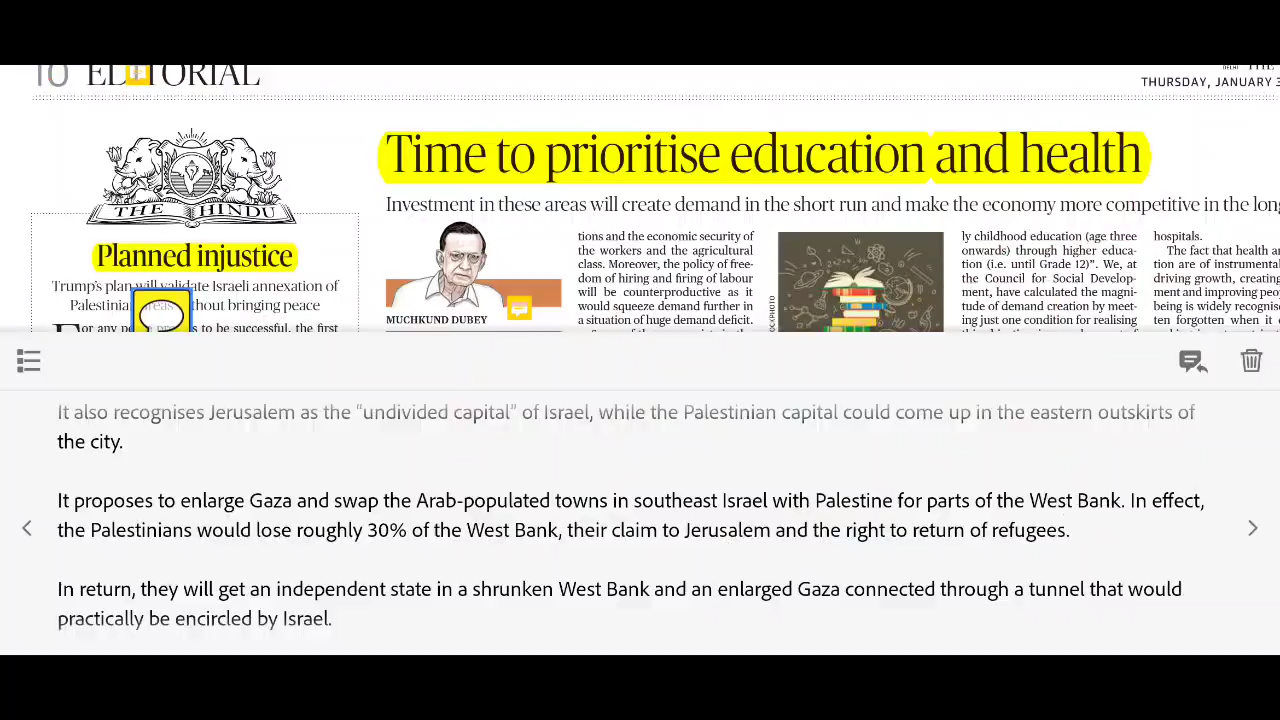 10 EDITORIAL
THURSDAY, JANUARY 3
THE HINDU
Planned injustice
Trump's plan will validate Israeli annexation of
Palestinian areas without bringing peace
For any peace to be successful, the first
Time to prioritise education and health
Investment in these areas will create demand in the short run and make the economy more competitive in the long
MUCHKUND DUBEY
tions and the economic security of
the workers and the agricultural
class. Moreover, the policy of free-
dom of hiring and firing of labour
will be counterproductive as it
would squeeze demand further in
a situation of huge demand deficit.
ly childhood education (age three
onwards) through higher educa-
tion (i.e. until Grade 12)”. We, at
the Council for Social Develop-
ment, have calculated the magni-
tude of demand creation by meet-
ing just one condition for realising
hospitals.
The fact that health a
tion are of instrumental
driving growth, creating
ment and improving peo
being is widely recognise
ten forgotten when it
It also recognises Jerusalem as the “undivided capital” of Israel, while the Palestinian capital could come up in the eastern outskirts of
the city.
It proposes to enlarge Gaza and swap the Arab-populated towns in southeast Israel with Palestine for parts of the West Bank. In effect,
the Palestinians would lose roughly 30% of the West Bank, their claim to Jerusalem and the right to return of refugees.
In return, they will get an independent state in a shrunken West Bank and an enlarged Gaza connected through a tunnel that would
practically be encircled by Israel.